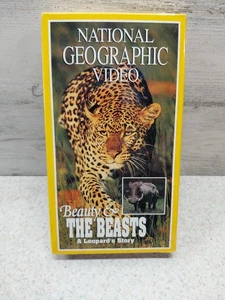 NATIONAL
GEOGRAPHIC
VIDEO
Beauty &
THE BEASTS
A Leopard's Story